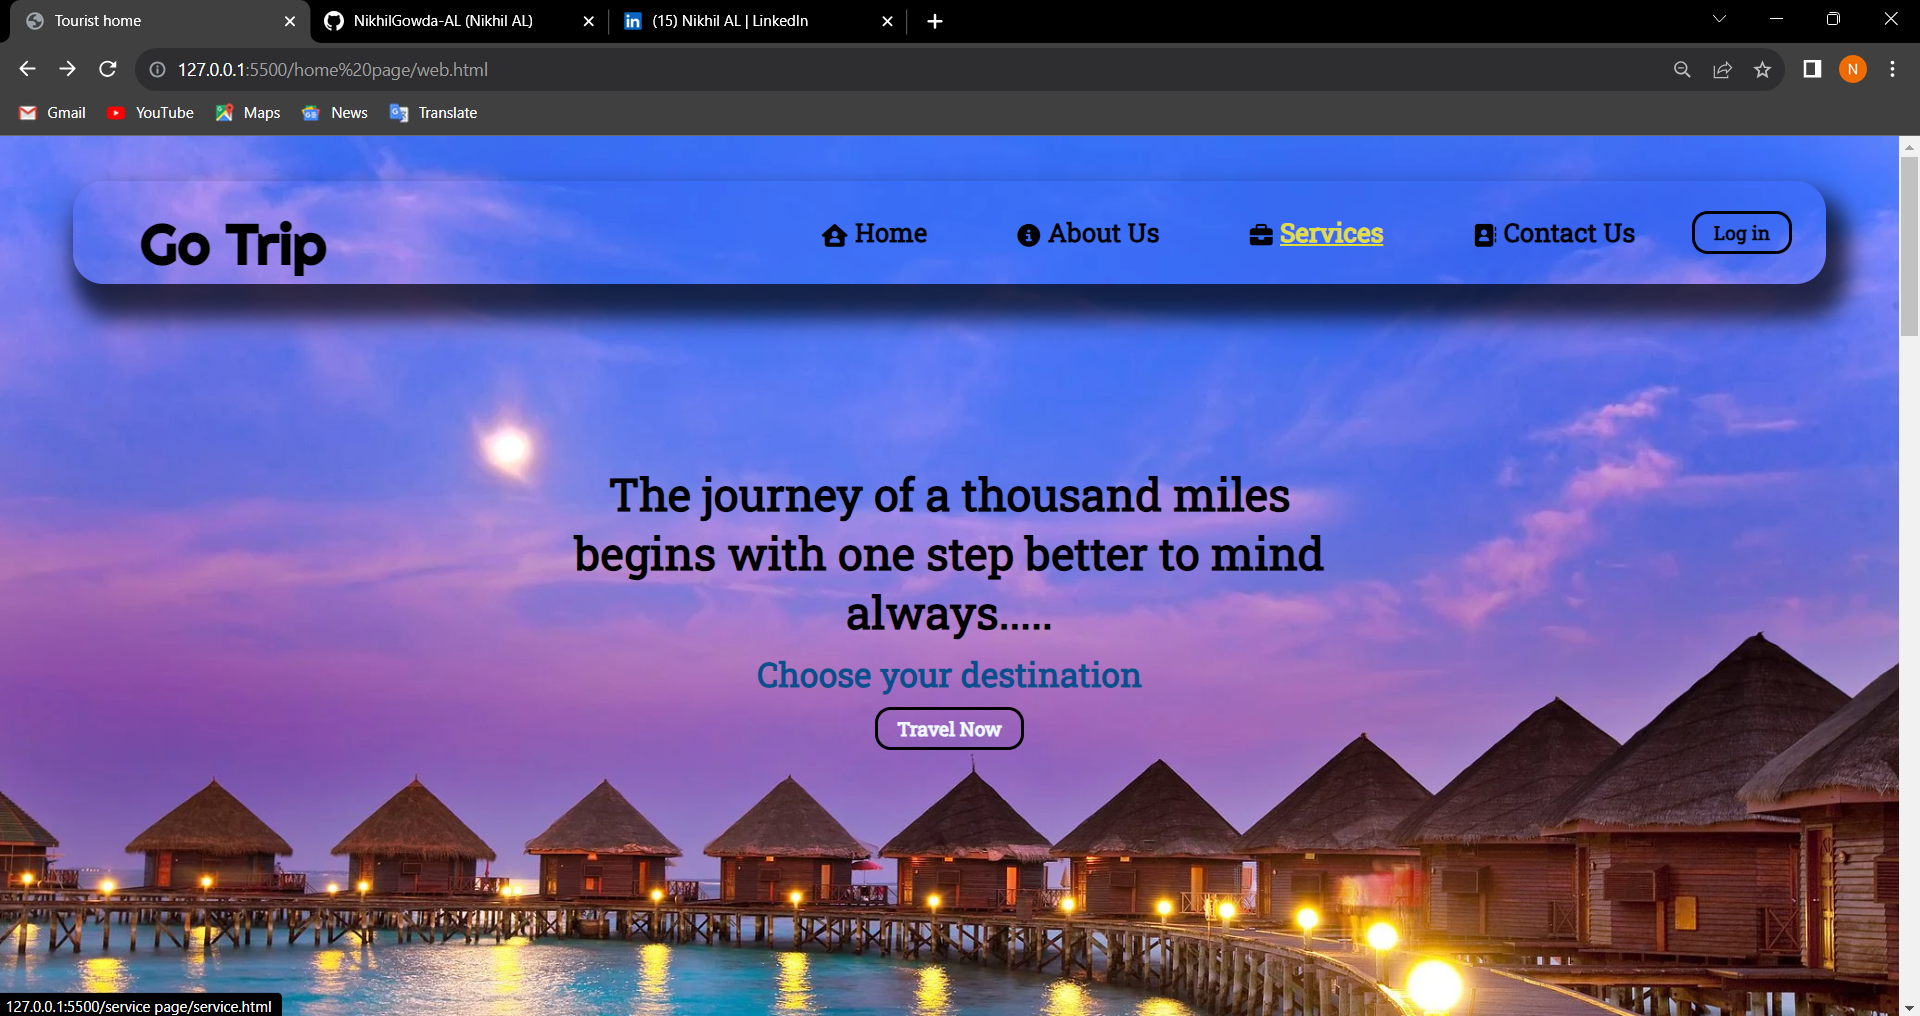 Tourist home
NikhilGowda-AL (Nikhil AL)
in (15) Nikhil AL | LinkedIn
127.0.0.1:5500/home%20page/web.html
N
Gmail
YouTube
Maps
News
Translate
Go Trip
Home
About Us
Services
Contact Us
Log in
The journey of a thousand miles
begins with one step better to mind
always.....
Choose your destination
Travel Now
127.0.0.1:5500/service page/service.html